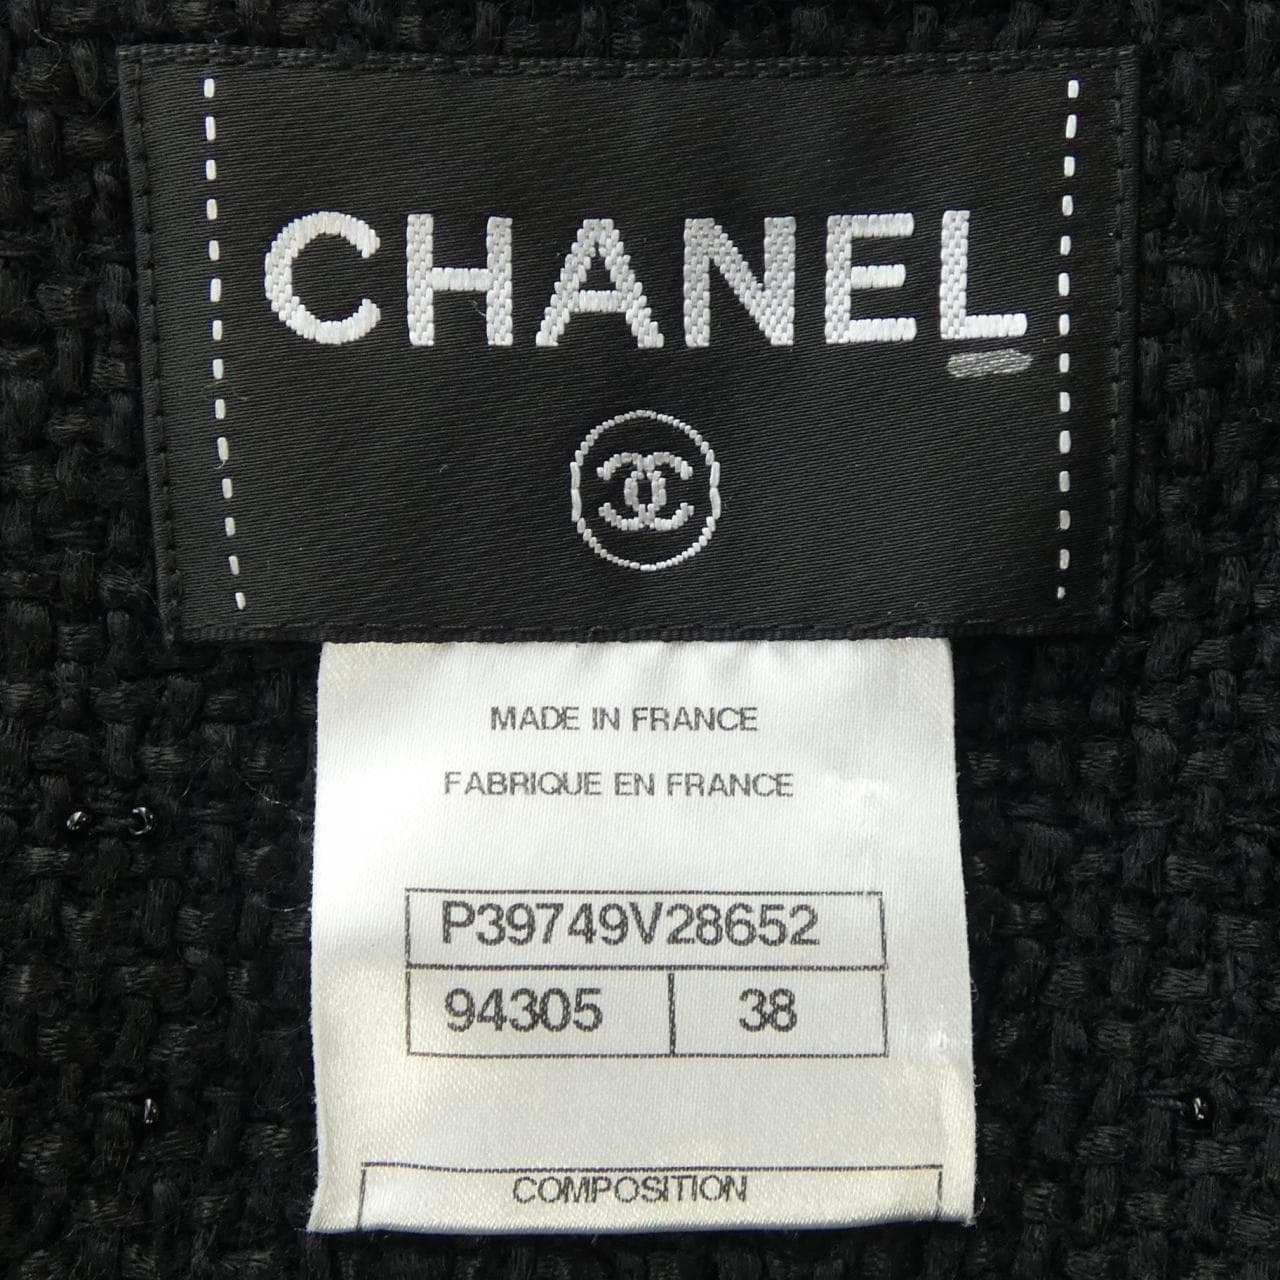 CHANEL
MADE IN FRANCE
FABRIQUE EN FRANCE
P39749V28652
94305 38
COMPOSITION